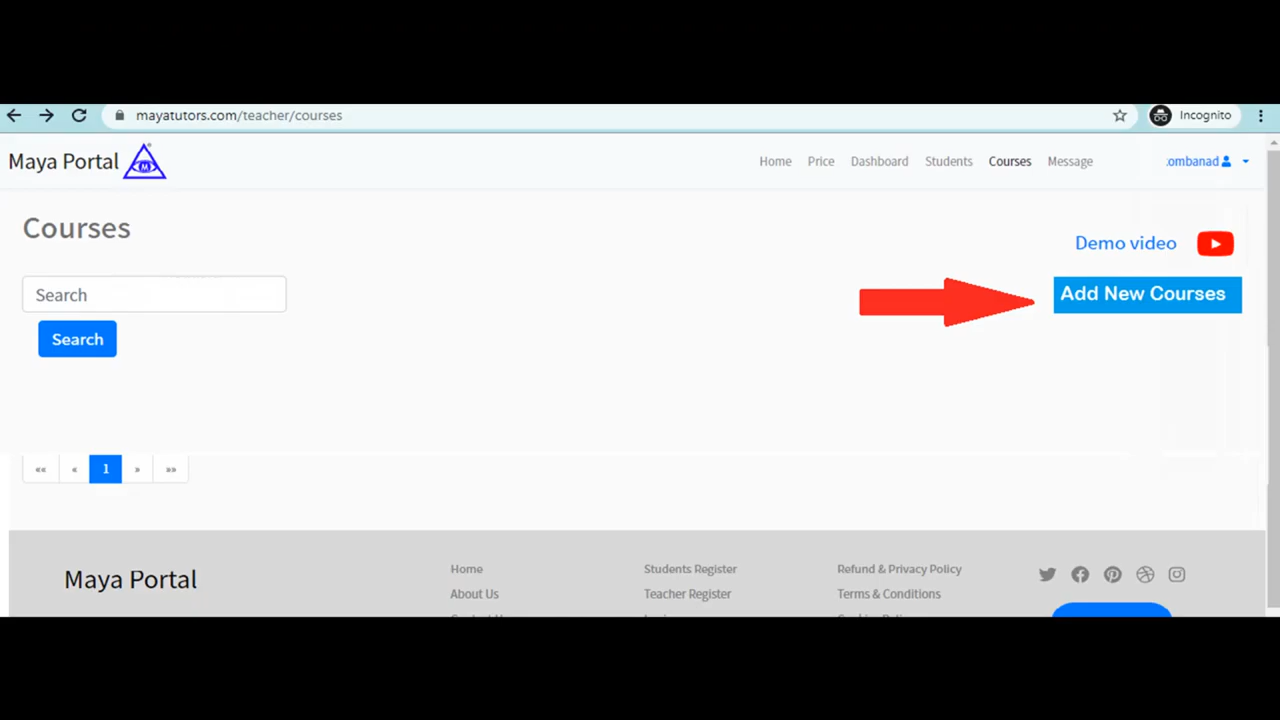 mayatutors.com/teacher/courses
Incognito
Maya Portal
M
Home Price Dashboard Students Courses Message
ombanad
Courses
Demo video
Search
Add New Courses
Search
«« « 1 » »»
Maya Portal
Home
Students Register
Refund & Privacy Policy
About Us
Teacher Register
Terms & Conditions